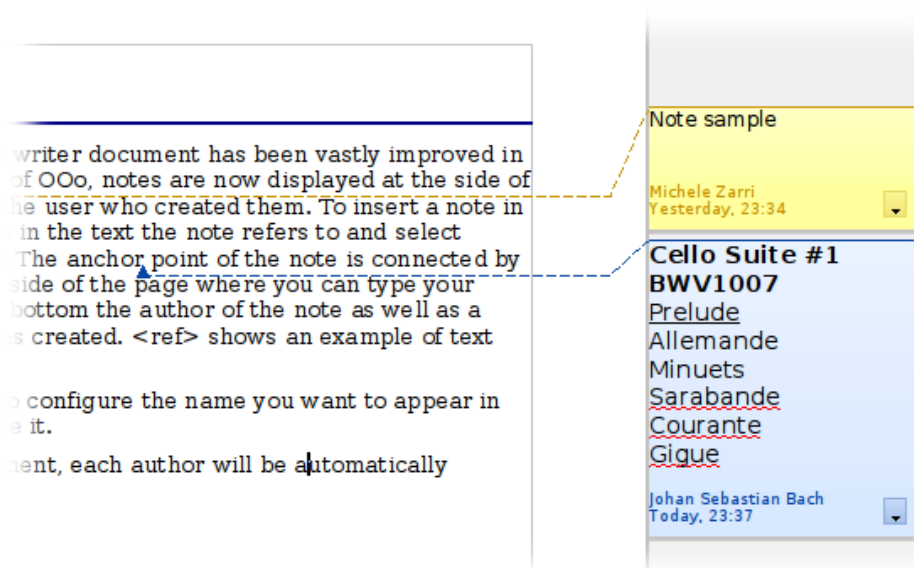 writer document has been vastly improved in
of OOo, notes are now displayed at the side of
he user who created them. To insert a note in
in the text the note refers to and select
The anchor point of the note is connected by
side of the page where you can type your
bottom the author of the note as well as a
s created. <ref> shows an example of text
o configure the name you want to appear in
e it.
ment, each author will be automatically
Note sample
Michele Zarri
Yesterday, 23:34
Cello Suite #1
BWV1007
Prelude
Allemande
Minuets
Sarabande
Courante
Gigue
Johan Sebastian Bach
Today, 23:37